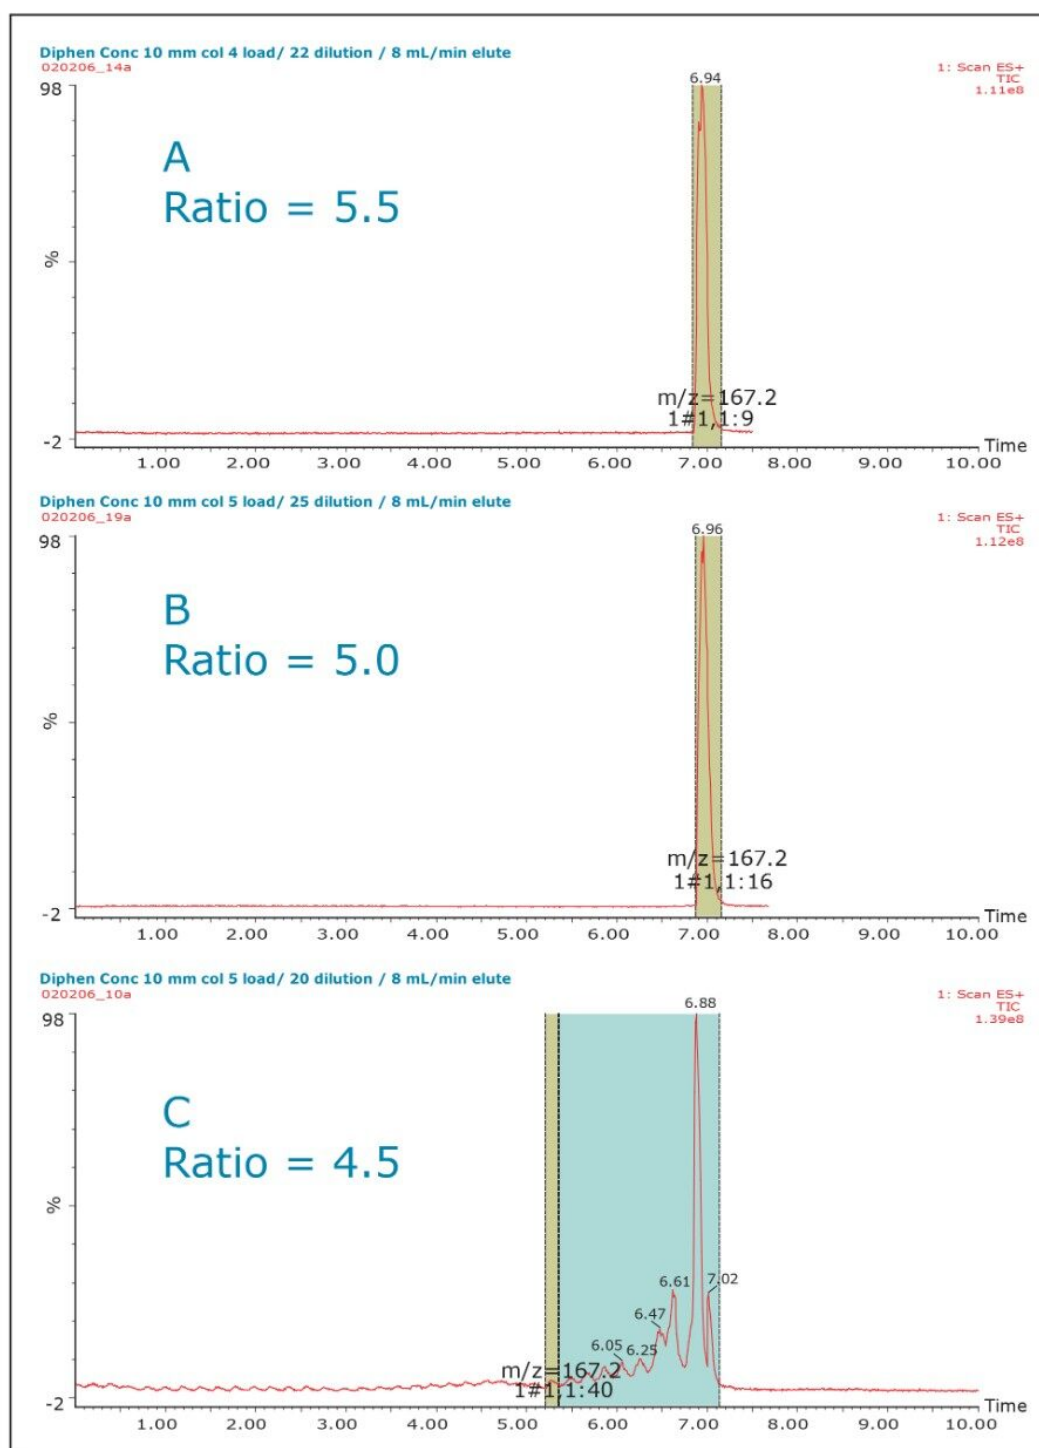 Diphen Conc 10 mm col 4 load/ 22 dilution / 8 mL/min elute
020206_14a
1: Scan ES+
TIC
1.11e8
98
6.94
A
Ratio = 5.5
%
m/z=167.2
1#1,1:9
-2
Time
1.00 2.00 3.00 4.00 5.00 6.00 7.00 8.00 9.00 10.00
Diphen Conc 10 mm col 5 load/ 25 dilution / 8 mL/min elute
020206_19a
1: Scan ES+
TIC
1.12e8
98
6.96
B
Ratio = 5.0
%
m/z=167.2
1#1,1:16
-2
Time
1.00 2.00 3.00 4.00 5.00 6.00 7.00 8.00 9.00 10.00
Diphen Conc 10 mm col 5 load/ 20 dilution / 8 mL/min elute
020206_10a
1: Scan ES+
TIC
1.39e8
98
6.88
C
Ratio = 4.5
%
6.61
7.02
6.47
6.05
6.25
m/z=167.2
1#1,1:40
-2
Time
1.00 2.00 3.00 4.00 5.00 6.00 7.00 8.00 9.00 10.00